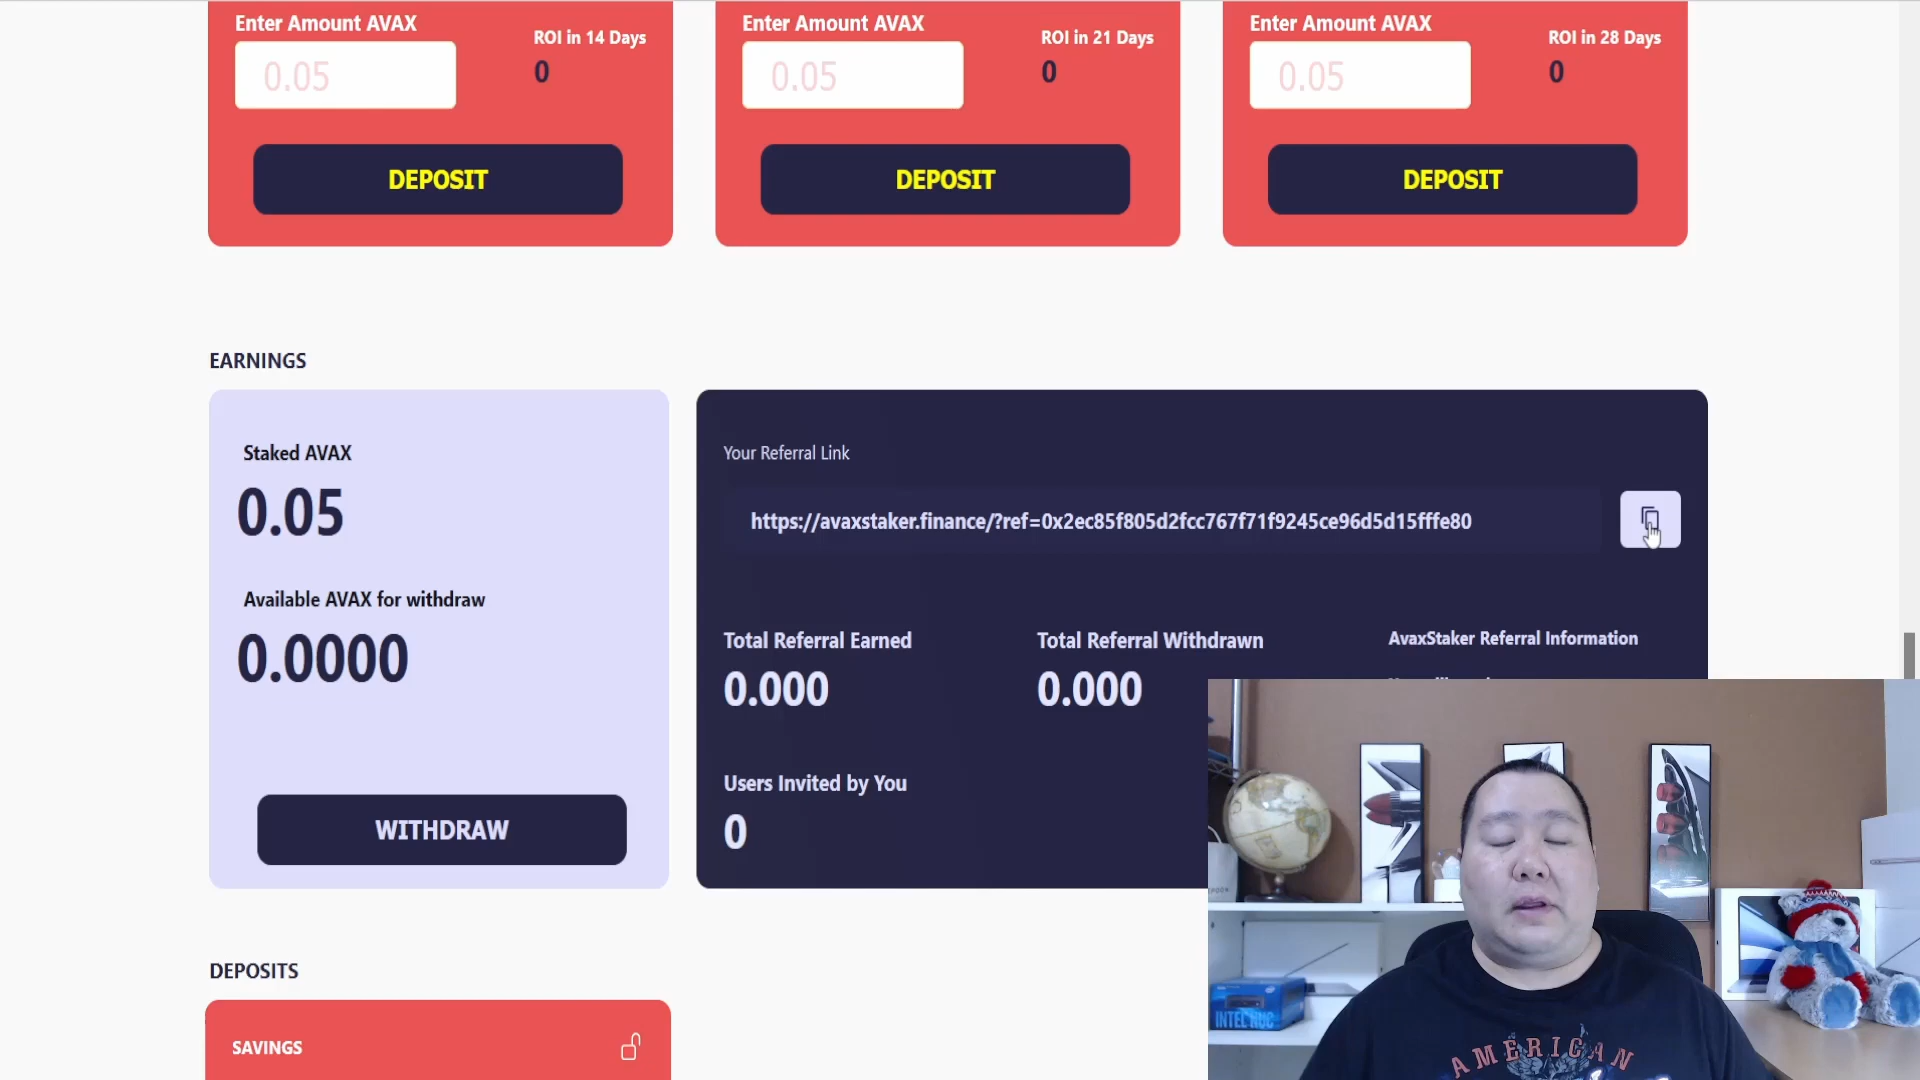 Enter Amount AVAX
ROI in 14 Days
0.05
0
DEPOSIT
Enter Amount AVAX
ROI in 21 Days
0.05
0
DEPOSIT
Enter Amount AVAX
ROI in 28 Days
0.05
0
DEPOSIT
EARNINGS
Staked AVAX
0.05
Available AVAX for withdraw
0.0000
WITHDRAW
Your Referral Link
https://avaxstaker.finance/?ref=0x2ec85f805d2fcc767f71f9245ce96d5d15fffe80
Total Referral Earned
0.000
Total Referral Withdrawn
0.000
AvaxStaker Referral Information
Users Invited by You
0
DEPOSITS
SAVINGS
INTEL NUC
AMERICAN